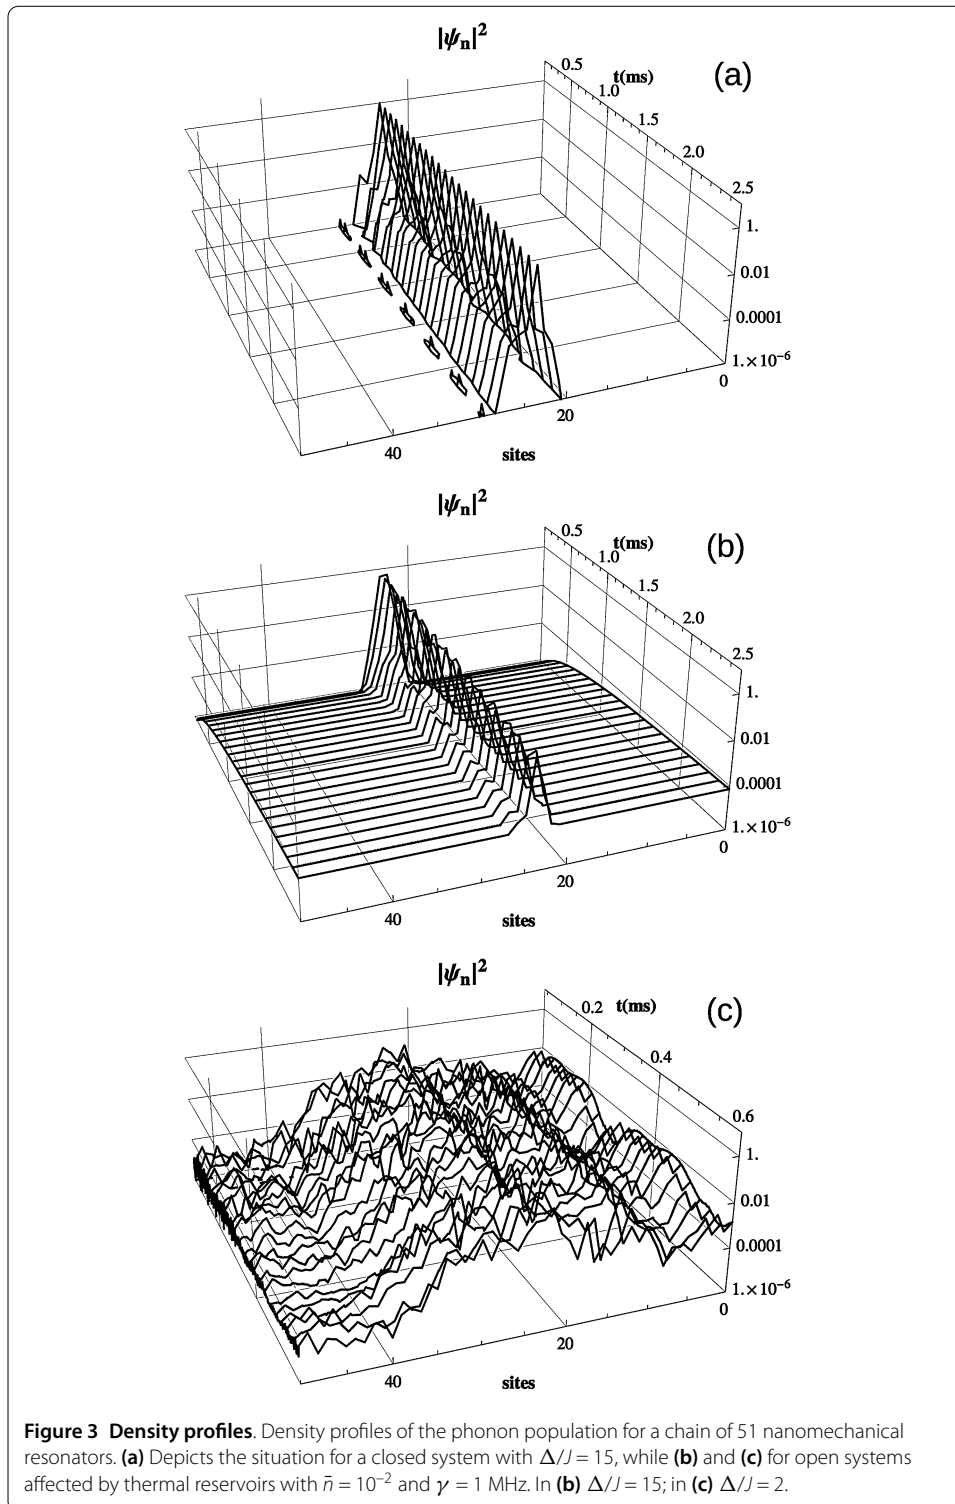 |ψn|²
(a)
0.5
t(ms)
1.0
1.5
2.0
2.5
1.
0.01
0.0001
1.×10⁻⁶
0
20
40
sites
|ψn|²
(b)
0.5
t(ms)
1.0
1.5
2.0
2.5
1.
0.01
0.0001
1.×10⁻⁶
0
20
40
sites
|ψn|²
(c)
0.2
t(ms)
0.4
0.6
1.
0.01
0.0001
1.×10⁻⁶
0
20
40
sites
Figure 3 Density profiles. Density profiles of the phonon population for a chain of 51 nanomechanical
resonators. (a) Depicts the situation for a closed system with Δ/J = 15, while (b) and (c) for open systems
affected by thermal reservoirs with n̄ = 10⁻² and γ = 1 MHz. In (b) Δ/J = 15; in (c) Δ/J = 2.